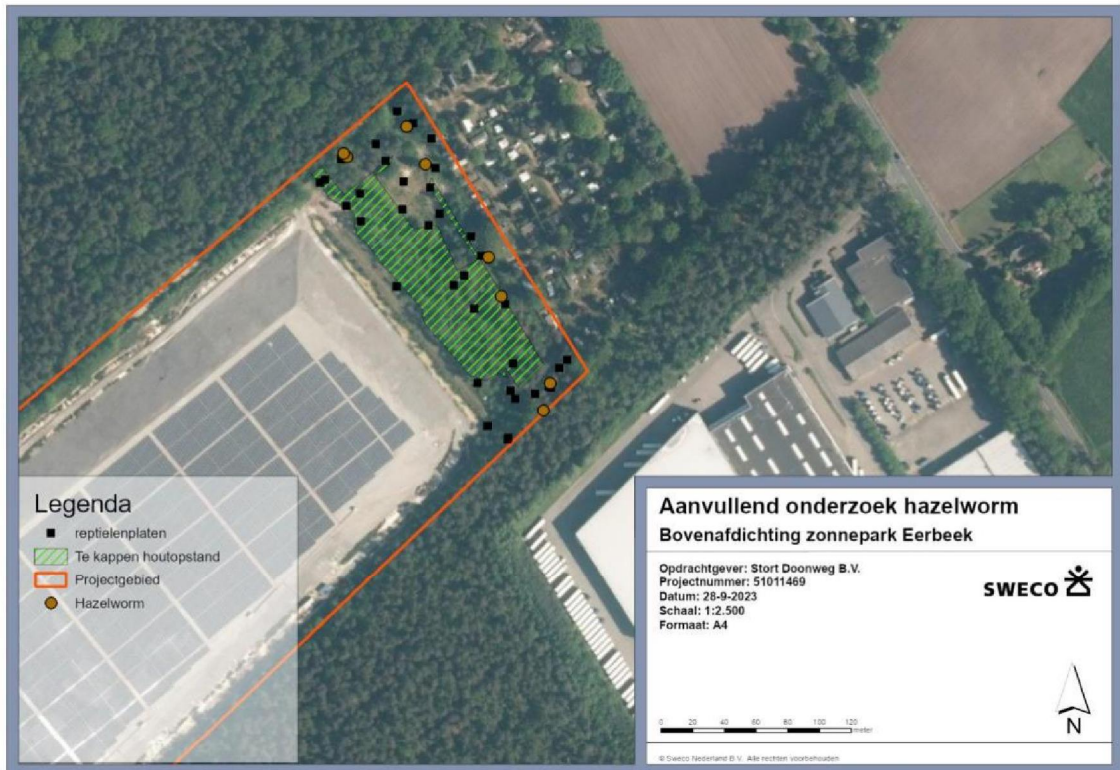 Legenda
reptielenplaten
Te kappen houtopstand
Projectgebied
Hazelworm
Aanvullend onderzoek hazelworm
Bovenafdichting zonnepark Eerbeek
Opdrachtgever: Stort Doonweg B.V.
Projectnummer: 51011469
Datum: 28-9-2023
Schaal: 1:2.500
Formaat: A4
SWECO
0 20 40 60 80 100 120
meter
N
© Sweco Nederland B.V. Alle rechten voorbehouden